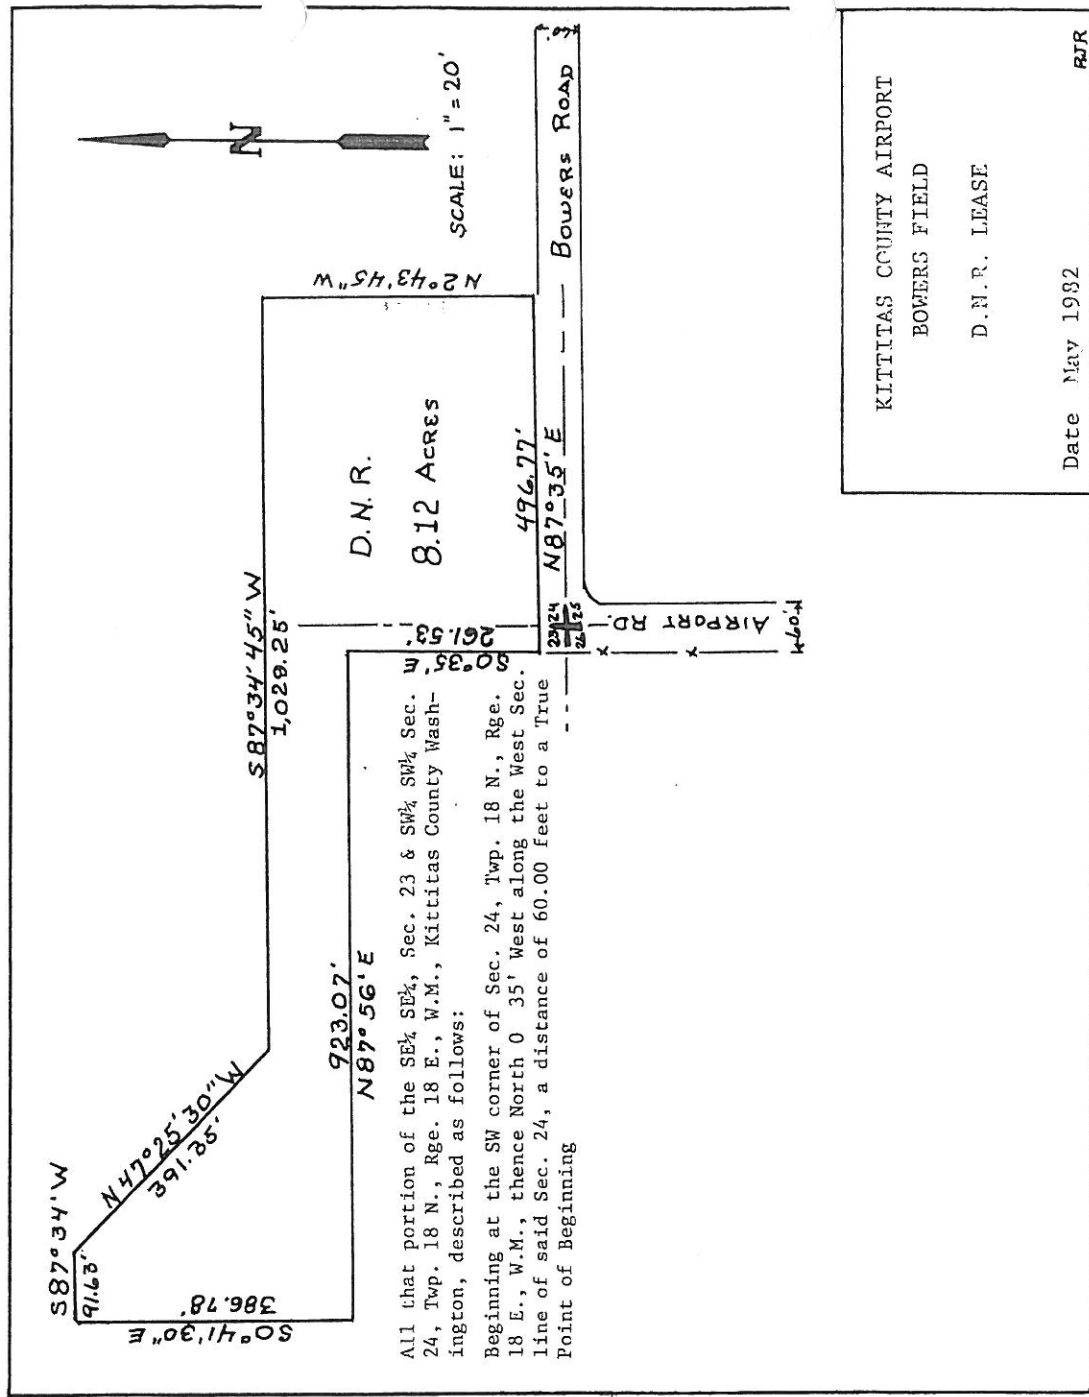 S87°34'W
91.63'
N47°25'30"W
391.35'
S0°41'30"E
386.78'
923.07'
N87°56'E
S87°34'45"W
1,029.25'
D.N.R.
8.12 ACRES
S0°35'E
261.53'
496.77'
N87°35'E
N2°43'45"W
N
SCALE: 1" = 20'
BOWERS ROAD
60'
23 24
26 25
AIRPORT RD.
60'
All that portion of the SE¼ SE¼, Sec. 23 & SW¼ SW¼ Sec.
24, Twp. 18 N., Rge. 18 E., W.M., Kittitas County Wash-
ington, described as follows:
Beginning at the SW corner of Sec. 24, Twp. 18 N., Rge.
18 E., W.M., thence North 0 35' West along the West Sec.
line of said Sec. 24, a distance of 60.00 feet to a True
Point of Beginning
KITTITAS COUNTY AIRPORT
BOWERS FIELD
D.N.R. LEASE
Date May 1982
RJR